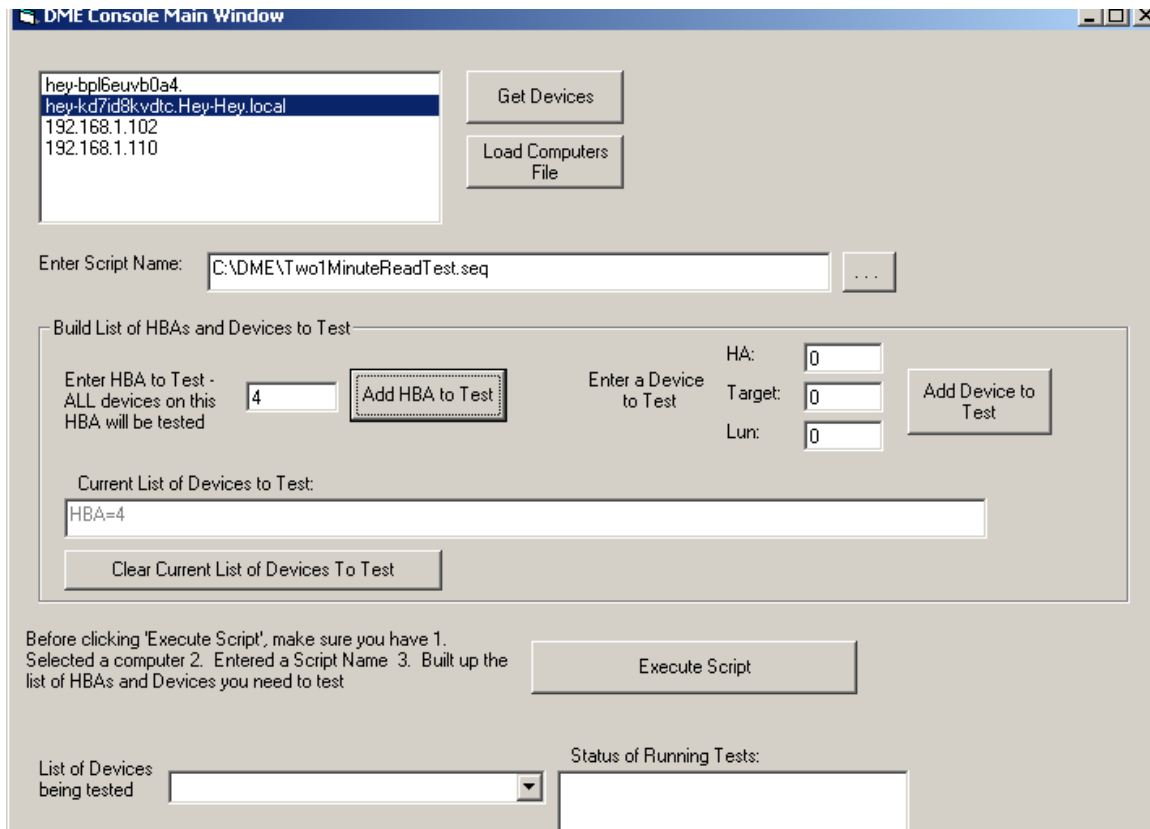 DME Console Main Window
hey-bpl6euvb0a4.
hey-kd7id8kvdtc.Hey-Hey.local
192.168.1.102
192.168.1.110
Get Devices
Load Computers
File
Enter Script Name:
C:\DME\Two1MinuteReadTest.seq
...
Build List of HBAs and Devices to Test
Enter HBA to Test -
ALL devices on this
HBA will be tested
4
Add HBA to Test
Enter a Device
to Test
HA:
0
Target:
0
Lun:
0
Add Device to
Test
Current List of Devices to Test:
HBA=4
Clear Current List of Devices To Test
Before clicking 'Execute Script', make sure you have 1.
Selected a computer 2.  Entered a Script Name  3.  Built up the
list of HBAs and Devices you need to test
Execute Script
List of Devices
being tested
Status of Running Tests: